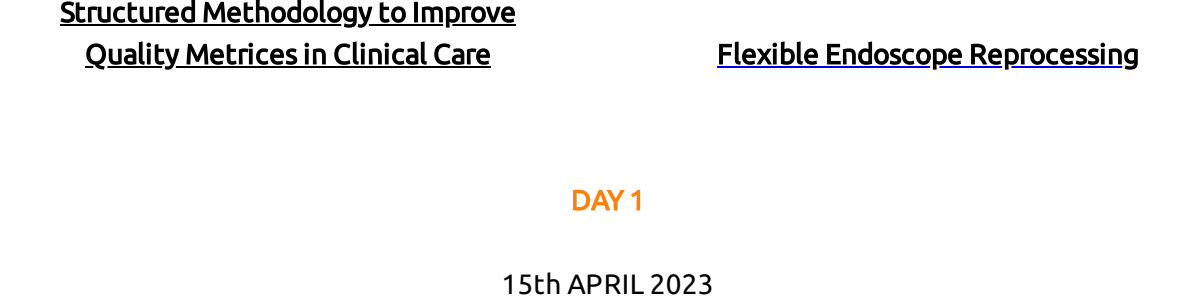 Structured Methodology to Improve
Quality Metrices in Clinical Care
Flexible Endoscope Reprocessing
DAY 1
15th APRIL 2023